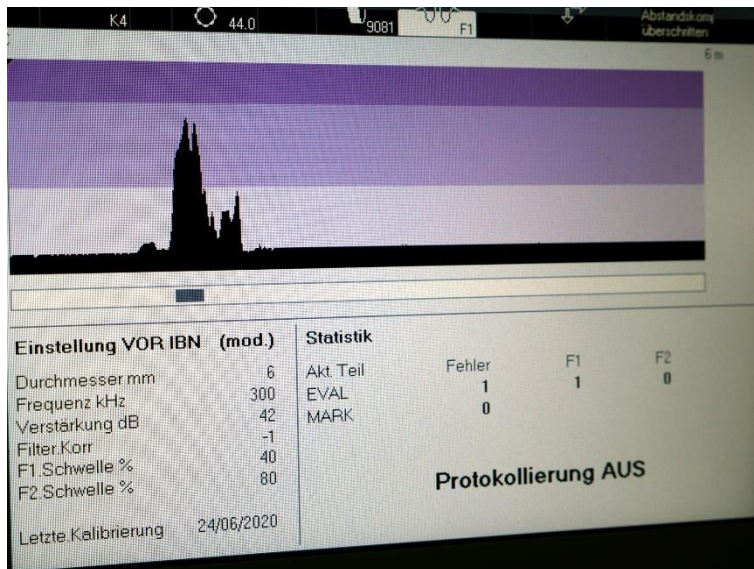 K4
44.0
9081
F1
Abstandskomp
überschritten
6 m
Einstellung VOR IBN (mod.)
Durchmesser.mm 6
Frequenz kHz 300
Verstärkung dB 42
Filter.Korr -1
F1.Schwelle % 40
F2.Schwelle % 80
Letzte.Kalibrierung 24/06/2020
Statistik
Akt. Teil Fehler F1 F2
EVAL 1 1 0
MARK 0
Protokollierung AUS